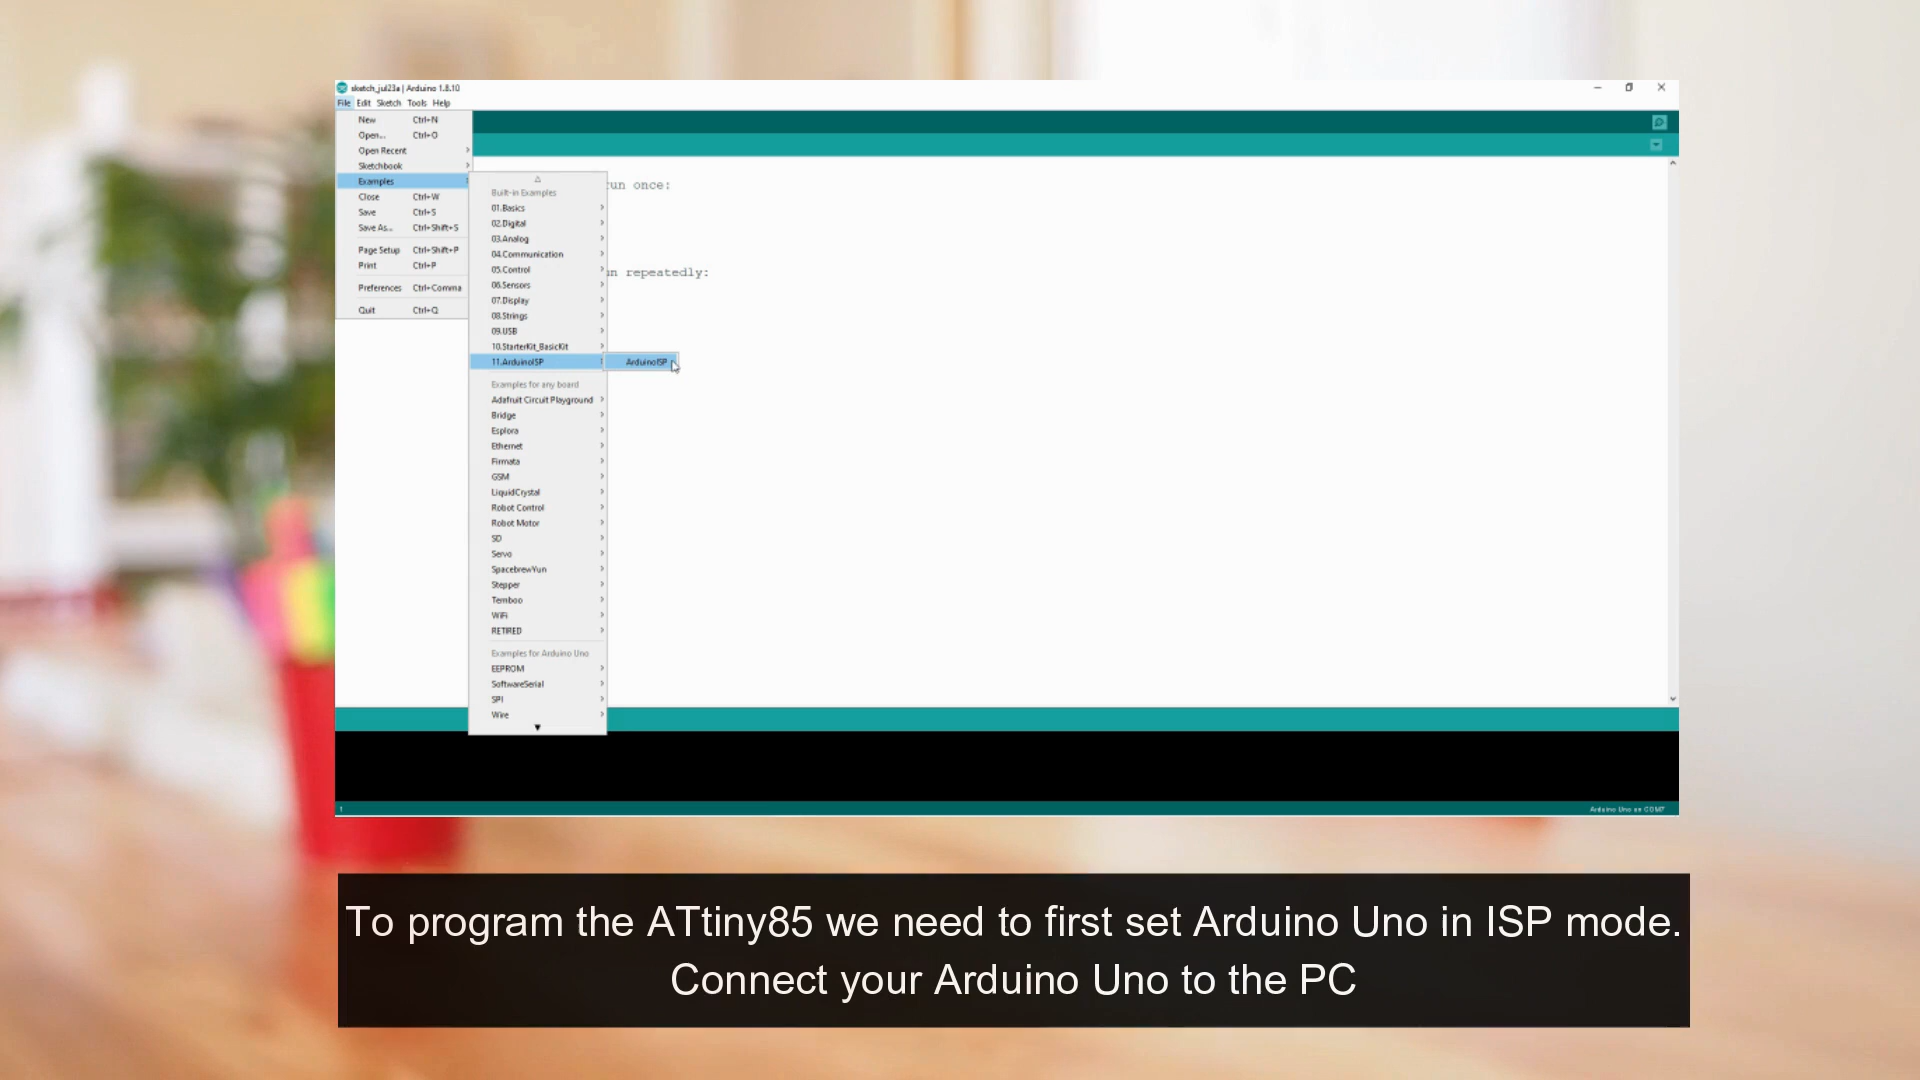 sketch_jul23a | Arduino 1.8.10
File Edit Sketch Tools Help
New Ctrl+N
Open... Ctrl+O
Open Recent
Sketchbook
Examples
Close Ctrl+W
Save Ctrl+S
Save As... Ctrl+Shift+S
Page Setup Ctrl+Shift+P
Print Ctrl+P
Preferences Ctrl+Comma
Quit Ctrl+Q
Built-in Examples
01.Basics
02.Digital
03.Analog
04.Communication
05.Control
06.Sensors
07.Display
08.Strings
09.USB
10.StarterKit_BasicKit
11.ArduinoISP
ArduinoISP
Examples for any board
Adafruit Circuit Playground
Bridge
Esplora
Ethernet
Firmata
GSM
LiquidCrystal
Robot Control
Robot Motor
SD
Servo
SpacebrewYun
Stepper
Temboo
WiFi
RETIRED
Examples for Arduino Uno
EEPROM
SoftwareSerial
SPI
Wire
run once:
repeatedly:
1
Arduino Uno on COM7
To program the ATtiny85 we need to first set Arduino Uno in ISP mode.
Connect your Arduino Uno to the PC